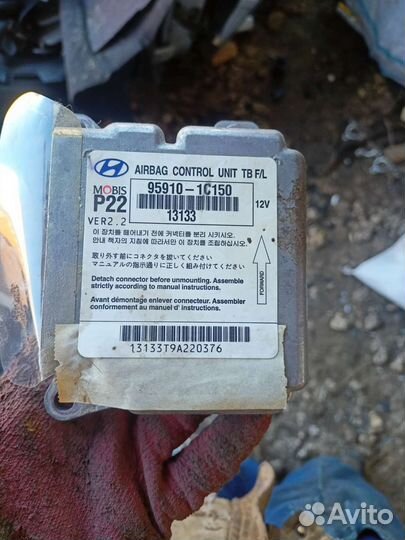 AIRBAG CONTROL UNIT TB F/L
MOBIS
95910-1C150
P22
13133
12V
VER2.2
이 장치를 떼어내기 전에 커넥터를 분리 시키시오.
안내 책자의 지침에 따라서만 이 장치를 조립하십시오.
取り外す前にコネクタを抜いてください。
マニュアルの指示通りに正しく組み付けてください。
Detach connector before unmounting. Assemble
strictly according to manual instructions.
Avant démontage enlever connecteur. Assembler
conformement au manuel d' instructions.
FORWARD
13133T9A220376
Avito